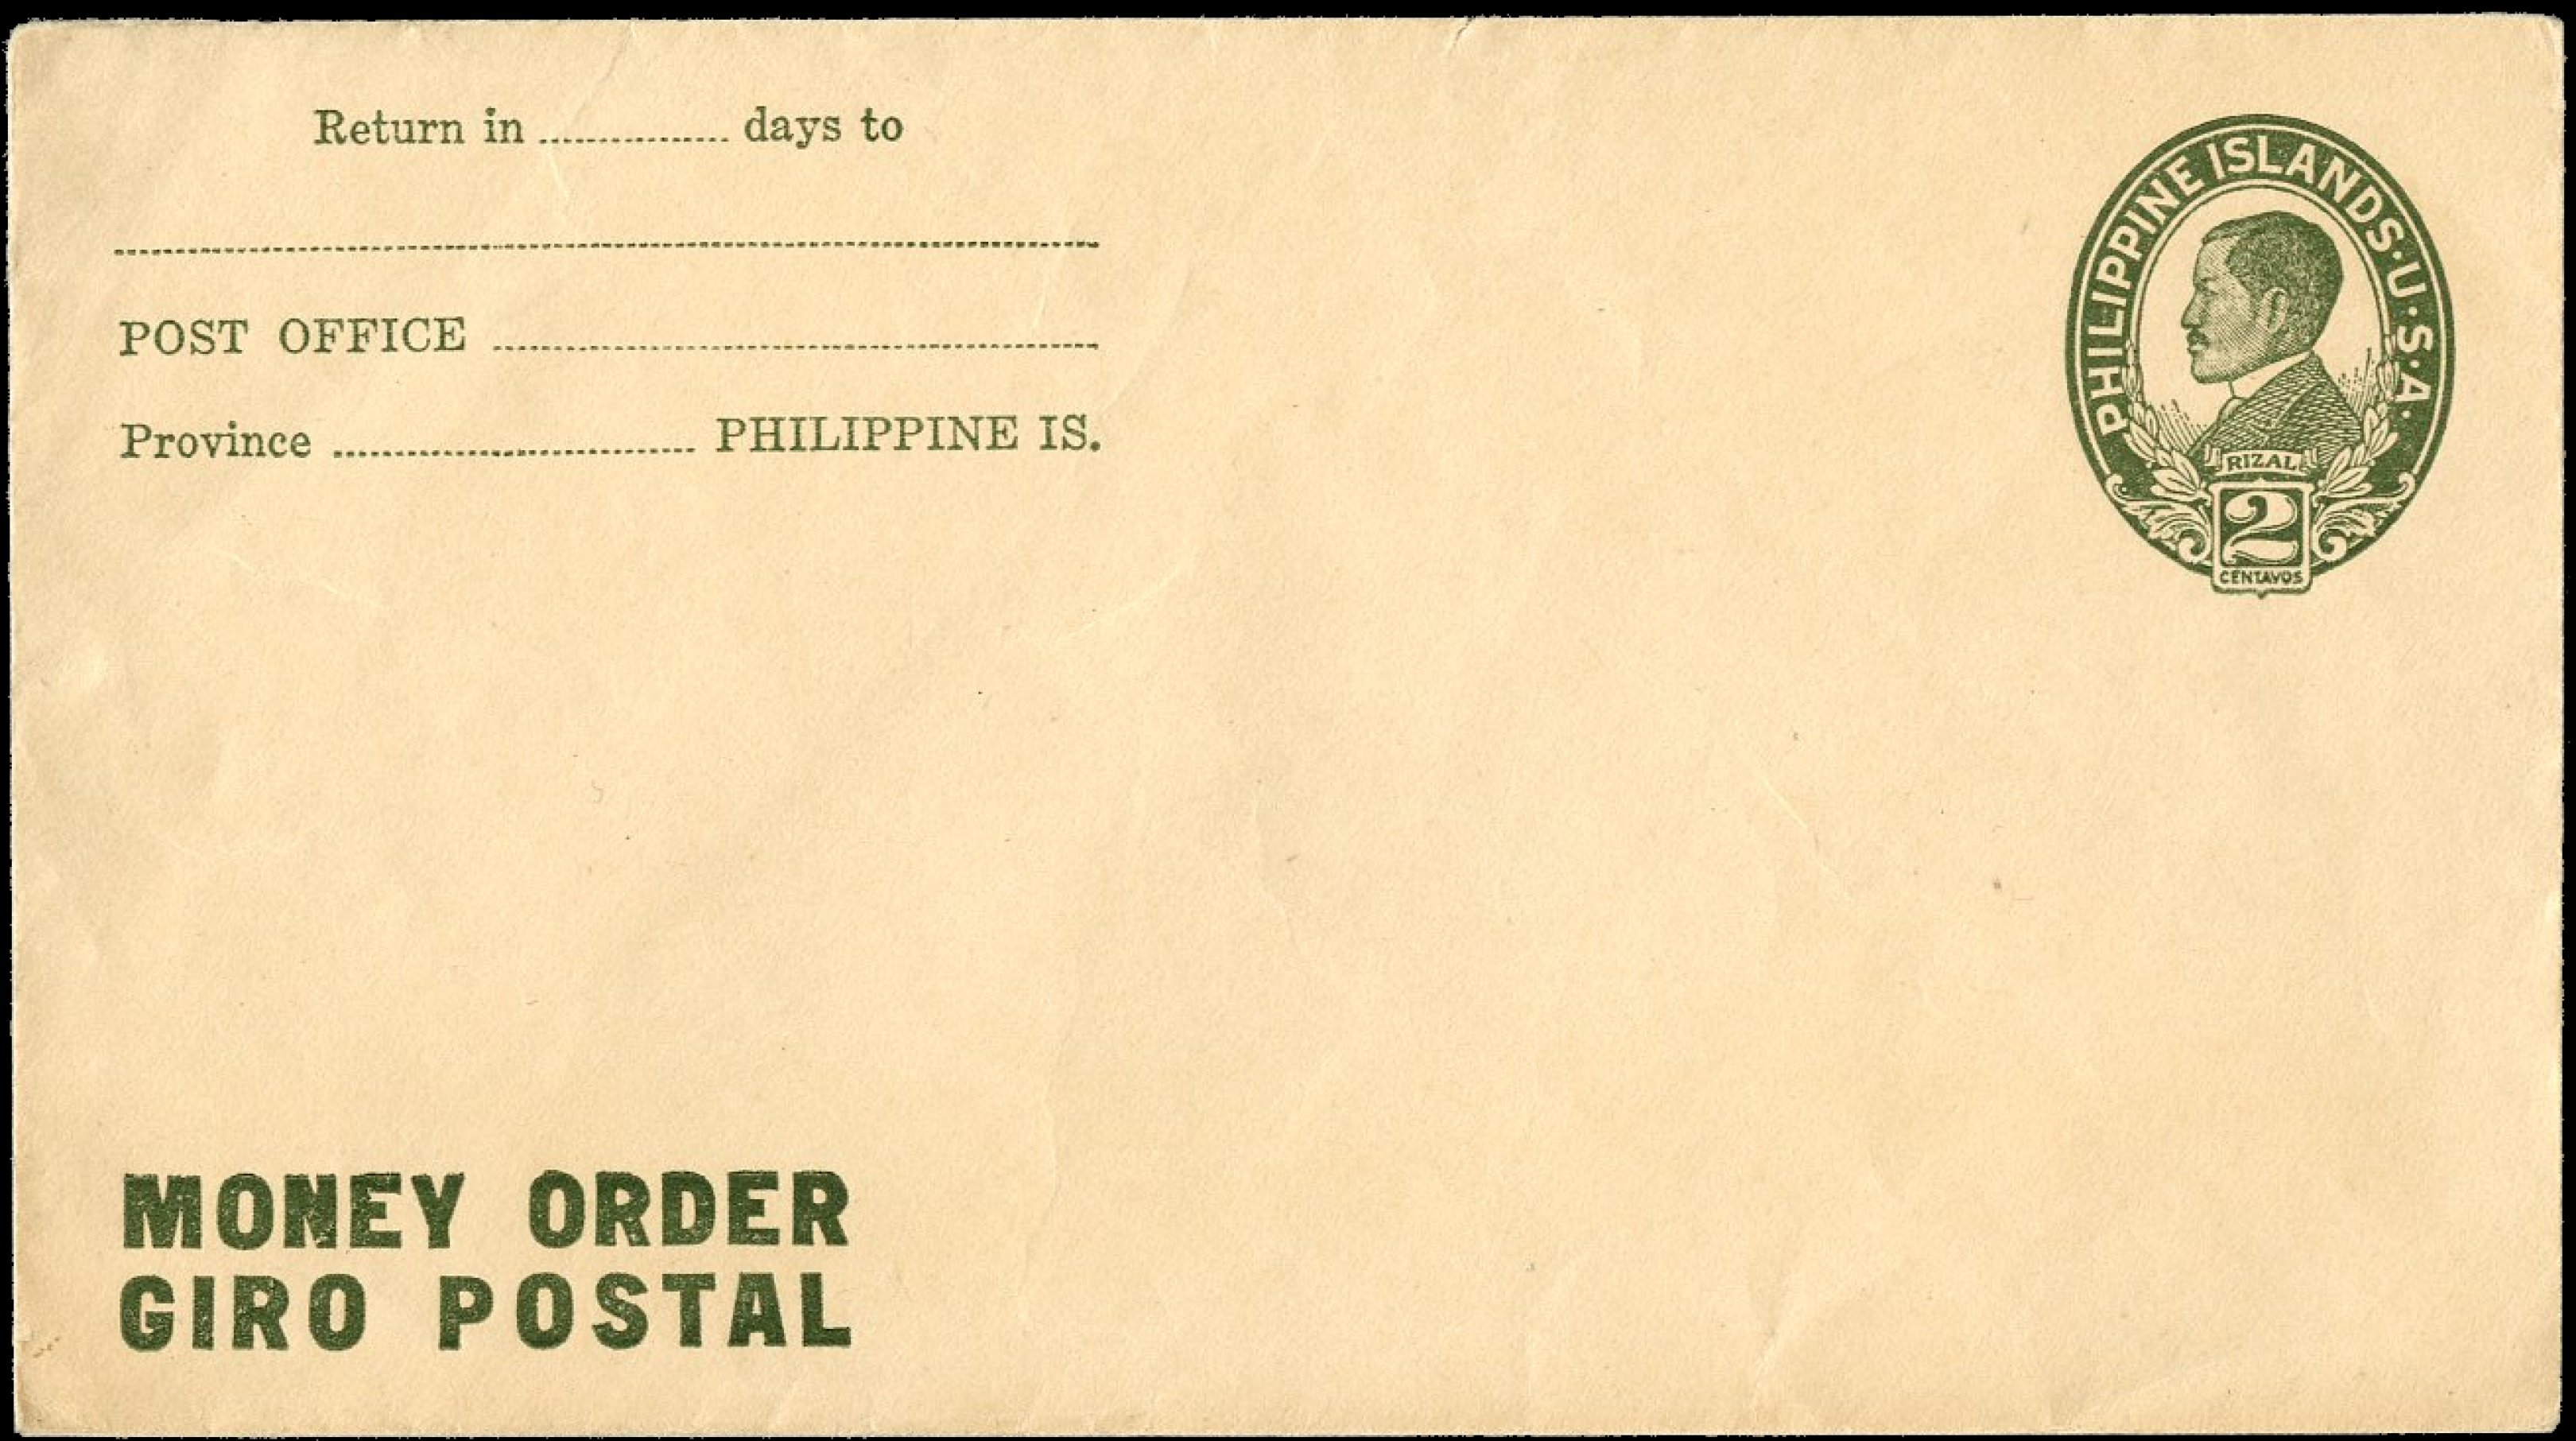 Return in ................ days to
POST OFFICE ................
Province ................ PHILIPPINE IS.
PHILIPPINE ISLANDS·U·S·A·
RIZAL
2
CENTAVOS
MONEY ORDER
GIRO POSTAL